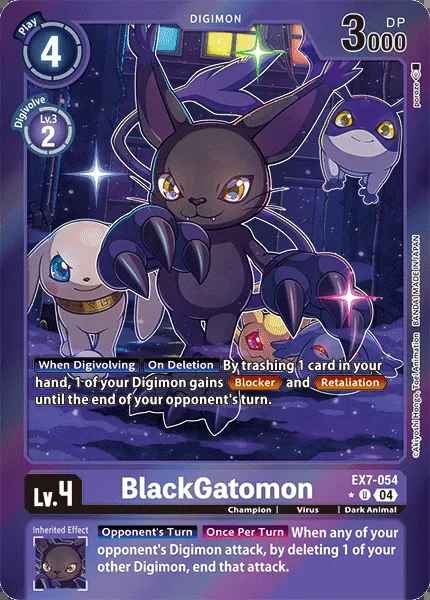 DIGIMON
Play
4
DP
3000
Digivolve
Lv.3
2
poroze
©Akiyoshi Hongo, Toei Animation BANDAI MADE IN JAPAN
When Digivolving On Deletion By trashing 1 card in your
hand, 1 of your Digimon gains Blocker and Retaliation
until the end of your opponent's turn.
Lv.4
BlackGatomon
EX7-054
U 04
Champion | Virus | Dark Animal
Inherited Effect
Opponent's Turn Once Per Turn When any of your
opponent's Digimon attack, by deleting 1 of your
other Digimon, end that attack.